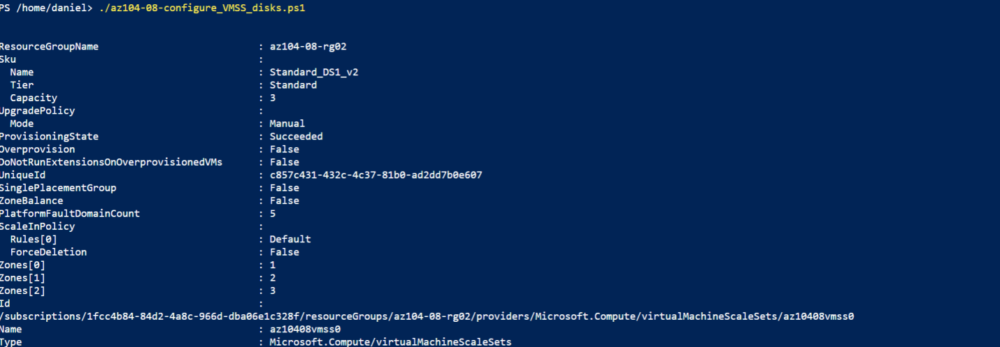 PS /home/daniel> ./az104-08-configure_VMSS_disks.ps1
ResourceGroupName : az104-08-rg02
Sku :
Name : Standard_DS1_v2
Tier : Standard
Capacity : 3
UpgradePolicy :
Mode : Manual
ProvisioningState : Succeeded
Overprovision : False
DoNotRunExtensionsOnOverprovisionedVMs : False
UniqueId : c857c431-432c-4c37-81b0-ad2dd7b0e607
SinglePlacementGroup : False
ZoneBalance : False
PlatformFaultDomainCount : 5
ScaleInPolicy :
Rules[0] : Default
ForceDeletion : False
Zones[0] : 1
Zones[1] : 2
Zones[2] : 3
Id :
/subscriptions/1fcc4b84-84d2-4a8c-966d-dba06e1c328f/resourceGroups/az104-08-rg02/providers/Microsoft.Compute/virtualMachineScaleSets/az10408vmss0
Name : az10408vmss0
Type : Microsoft.Compute/virtualMachineScaleSets